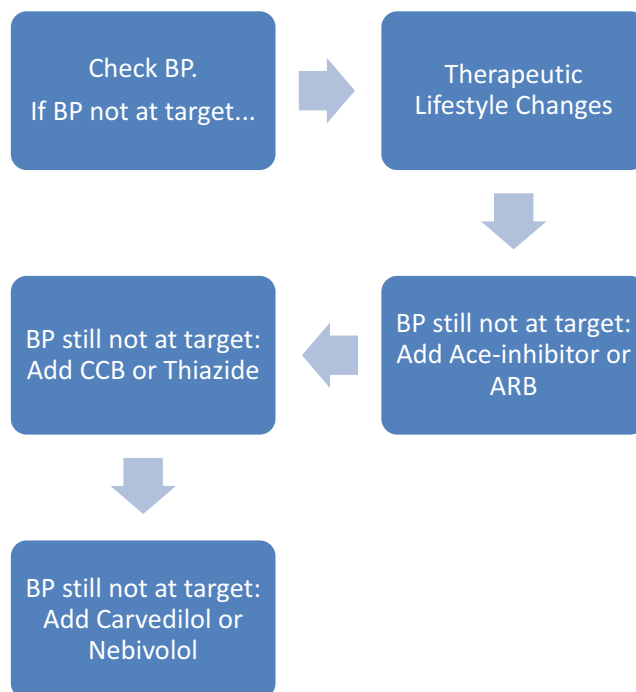 Check BP.
If BP not at target...
Therapeutic
Lifestyle Changes
BP still not at target:
Add Ace-inhibitor or
ARB
BP still not at target:
Add CCB or Thiazide
BP still not at target:
Add Carvedilol or
Nebivolol